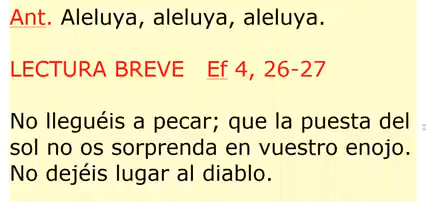 Ant. Aleluya, aleluya, aleluya.
LECTURA BREVE Ef 4, 26-27
No lleguéis a pecar; que la puesta del
sol no os sorprenda en vuestro enojo.
No dejéis lugar al diablo.